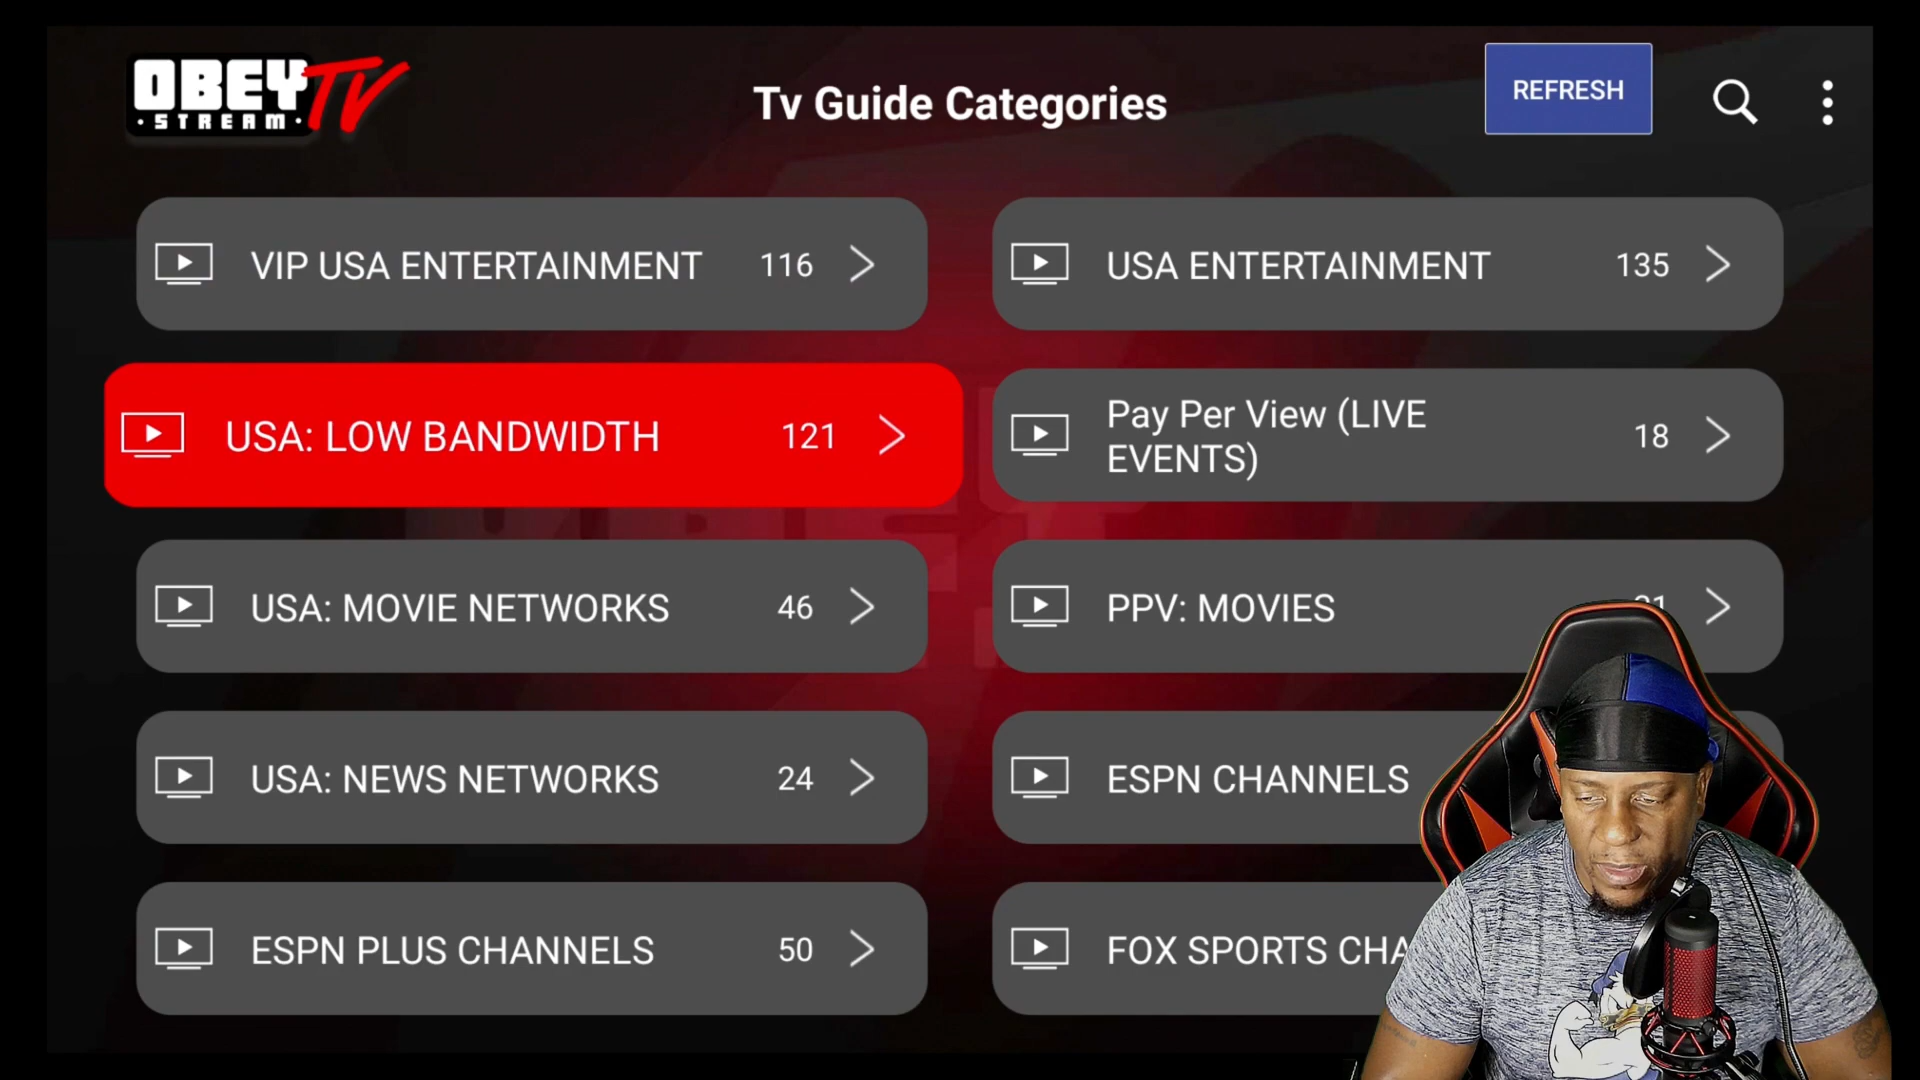 OBEY TV
· STREAM ·
Tv Guide Categories
REFRESH
VIP USA ENTERTAINMENT 116
USA ENTERTAINMENT 135
USA: LOW BANDWIDTH 121
Pay Per View (LIVE
EVENTS) 18
USA: MOVIE NETWORKS 46
PPV: MOVIES
USA: NEWS NETWORKS 24
ESPN CHANNELS
ESPN PLUS CHANNELS 50
FOX SPORTS